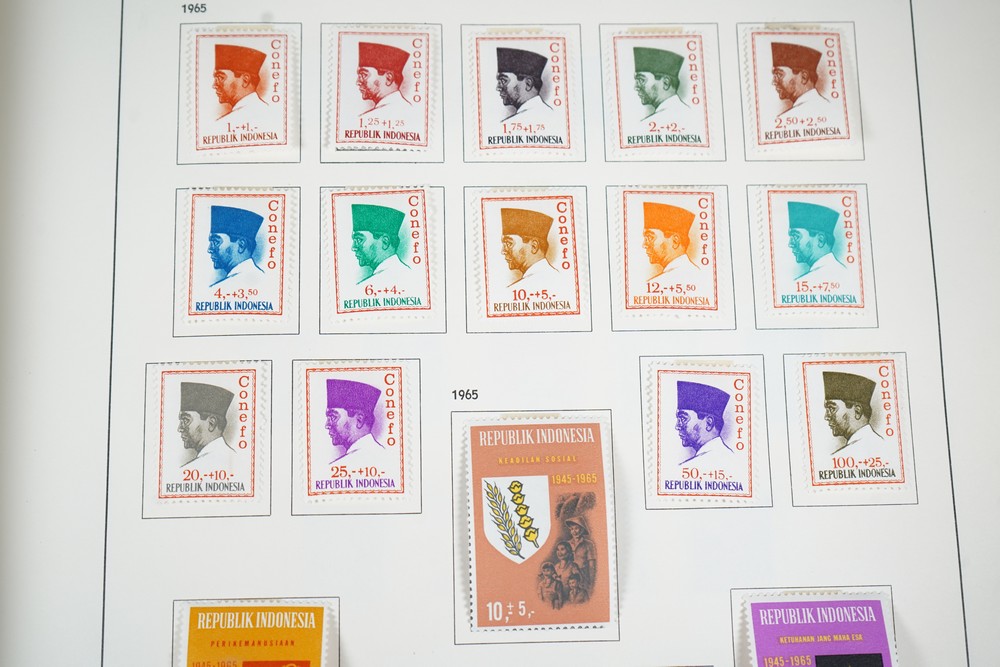 1965
Conefo
1,-+1.-
REPUBLIK INDONESIA
Conefo
1,25+1,25
REPUBLIK INDONESIA
Conefo
1,75+1,75
REPUBLIK INDONESIA
Conefo
2,-+2,-
REPUBLIK INDONESIA
Conefo
2,50+2,50
REPUBLIK INDONESIA
Conefo
4,-+3,50
REPUBLIK INDONESIA
Conefo
6,-+4,-
REPUBLIK INDONESIA
Conefo
10,-+5,-
REPUBLIK INDONESIA
Conefo
12,-+5,50
REPUBLIK INDONESIA
Conefo
15,-+7,50
REPUBLIK INDONESIA
Conefo
20,-+10,-
REPUBLIK INDONESIA
Conefo
25,-+10,-
REPUBLIK INDONESIA
1965
REPUBLIK INDONESIA
KEADILAN SOSIAL
1945-1965
10,±5,-
Conefo
50,-+15,-
REPUBLIK INDONESIA
Conefo
100,-+25,-
REPUBLIK INDONESIA
REPUBLIK INDONESIA
PERIKEMANUSIAAN
1945-1965
REPUBLIK INDONESIA
KETUHANAN JANG MAHA ESA
1945-1965